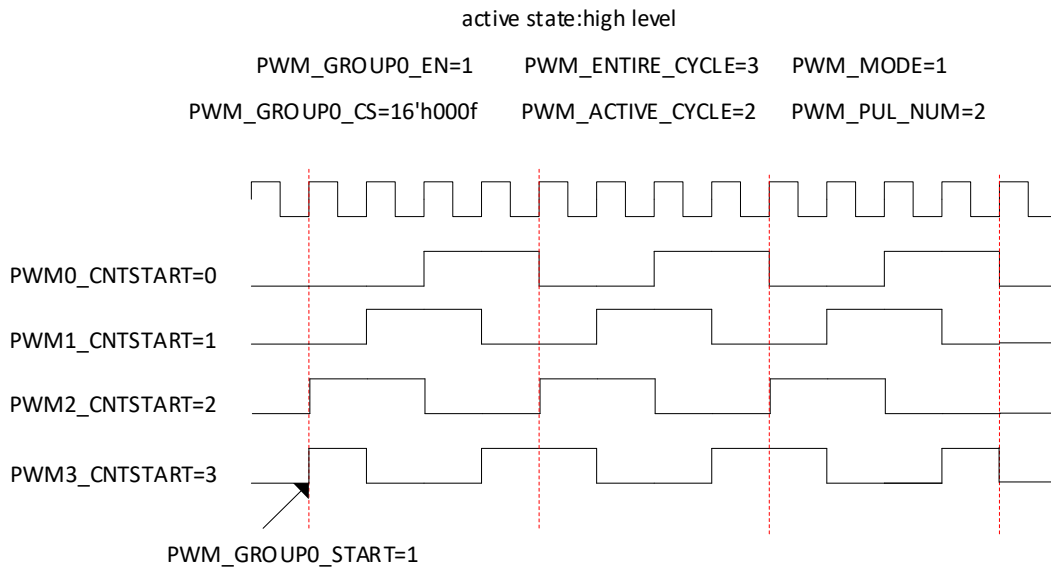 active state:high level
PWM_GROUP0_EN=1 PWM_ENTIRE_CYCLE=3 PWM_MODE=1
PWM_GROUP0_CS=16'h000f PWM_ACTIVE_CYCLE=2 PWM_PUL_NUM=2
PWM0_CNTSTART=0
PWM1_CNTSTART=1
PWM2_CNTSTART=2
PWM3_CNTSTART=3
PWM_GROUP0_START=1